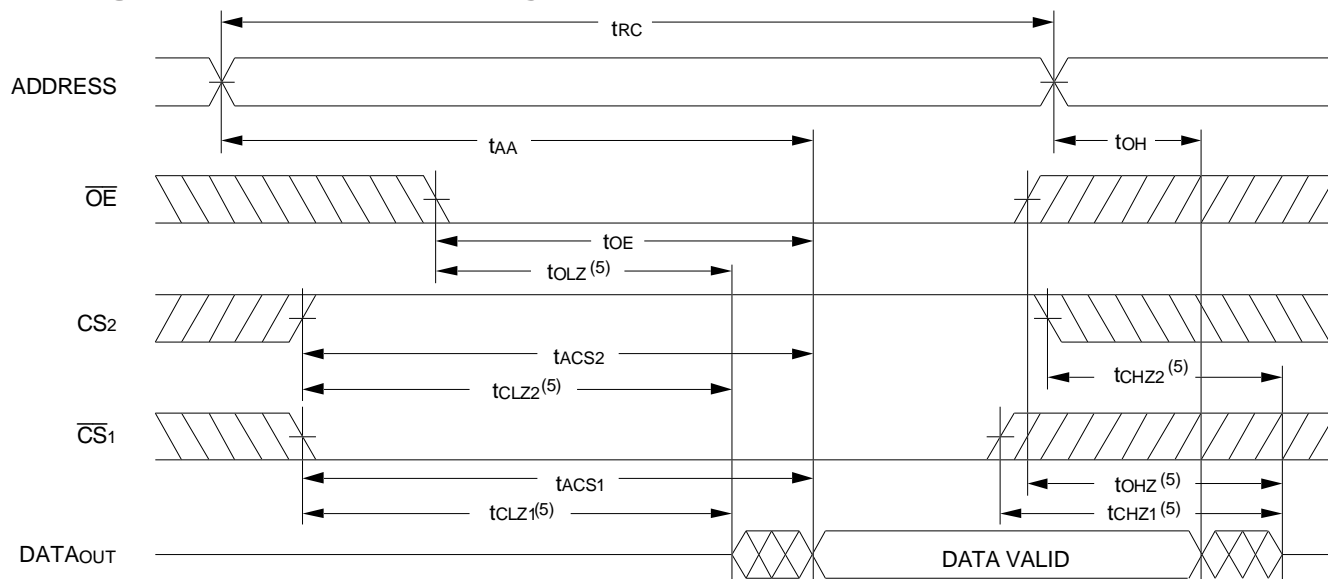 tRC
ADDRESS
tAA
tOH
OE
tOE
tOLZ (5)
CS2
tACS2
tCLZ2(5)
tCHZ2(5)
CS1
tACS1
tOHZ (5)
tCLZ1(5)
tCHZ1(5)
DATAOUT
DATA VALID